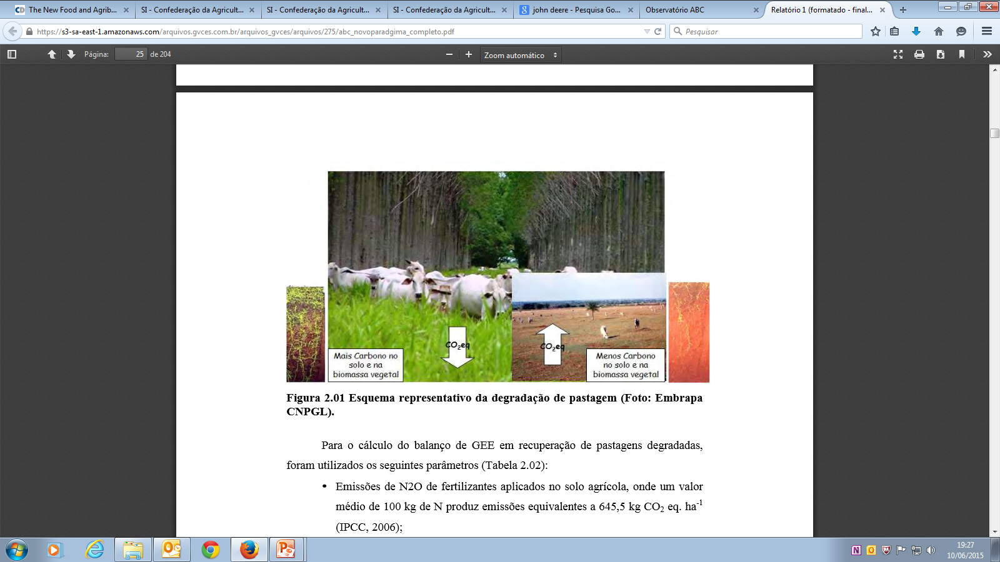 The New Food and Agrib...
SI - Confederação da Agricult...
SI - Confederação da Agricult...
SI - Confederação da Agricult...
john deere - Pesquisa Go...
Observatório ABC
Relatório 1 (formatado - final...
https://s3-sa-east-1.amazonaws.com/arquivos.gvces.com.br/arquivos_gvces/arquivos/275/abc_novoparadgima_completo.pdf
Pesquisar
Página: 25 de 204
Zoom automático
CO2eq
CO2eq
Mais Carbono no
solo e na
biomassa vegetal
Menos Carbono
no solo e na
biomassa vegetal
Figura 2.01 Esquema representativo da degradação de pastagem (Foto: Embrapa
CNPGL).
Para o cálculo do balanço de GEE em recuperação de pastagens degradadas,
foram utilizados os seguintes parâmetros (Tabela 2.02):
• Emissões de N2O de fertilizantes aplicados no solo agrícola, onde um valor
médio de 100 kg de N produz emissões equivalentes a 645,5 kg CO2 eq. ha-1
(IPCC, 2006);
19:27
10/06/2015